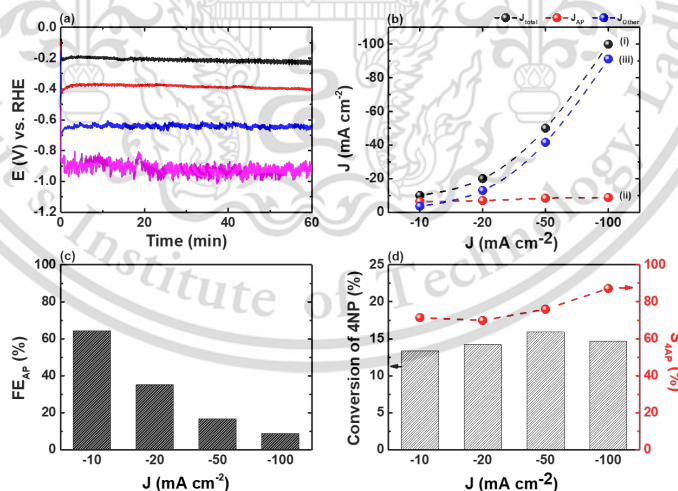 (a)
0.0
-0.2
-0.4
-0.6
-0.8
-1.0
-1.2
E (V) vs. RHE
0 20 40 60
Time (min)
(b)
J_total J_AP J_Other
-100
-80
-60
-40
-20
0
J (mA cm-2)
(i)
(iii)
(ii)
-10 -20 -50 -100
J (mA cm-2)
(c)
100
80
60
40
20
0
FE_AP (%)
-10 -20 -50 -100
J (mA cm-2)
(d)
25
20
15
10
5
0
Conversion of 4NP (%)
100
80
60
40
20
0
S_4AP (%)
-10 -20 -50 -100
J (mA cm-2)
Institute of Technology Lad